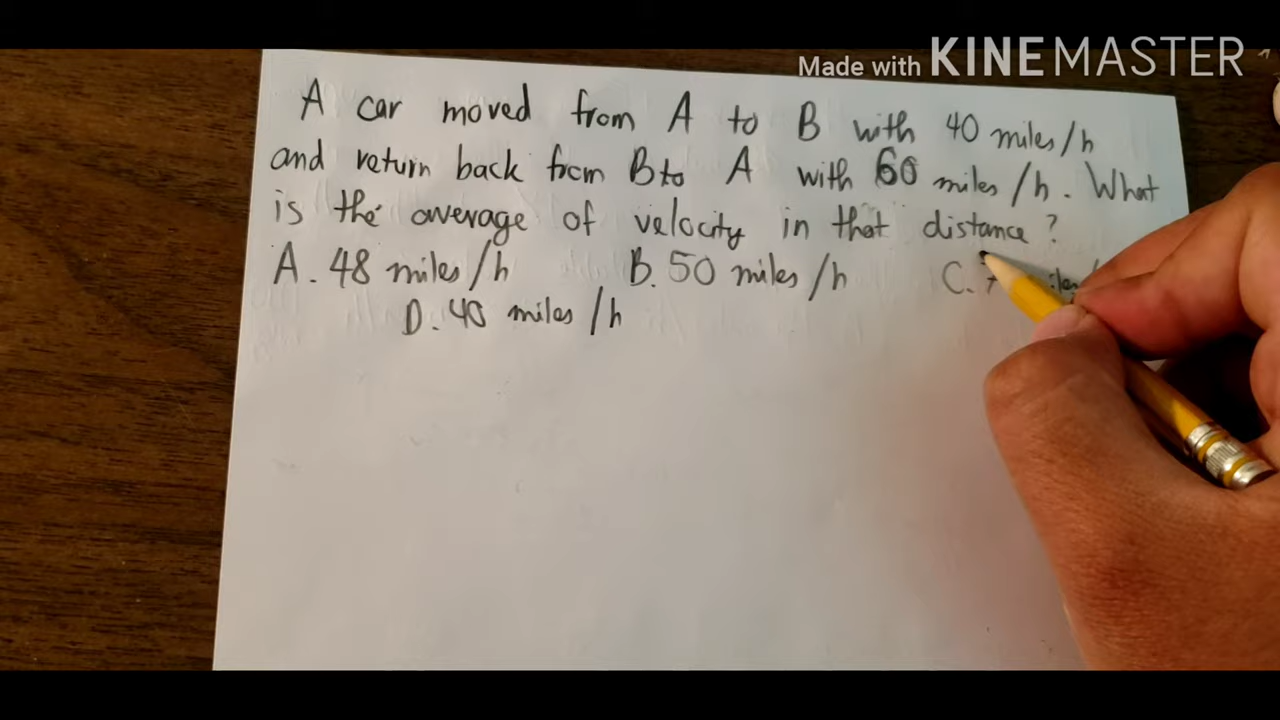 Made with KINEMASTER
A car moved from A to B with 40 miles/h
and return back from B to A with 60 miles/h. What
is the average of velocity in that distance?
A. 48 miles/h B. 50 miles/h C.
D. 40 miles/h